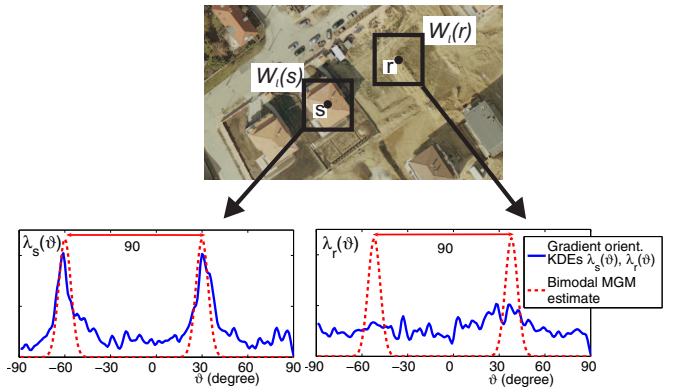 W_l(r)
r
W_l(s)
s
λ_s(ϑ)
90
-90 -60 -30 0 30 60 90
ϑ (degree)
λ_r(ϑ)
90
-90 -60 -30 0 30 60 90
ϑ (degree)
Gradient orient.
KDEs λ_s(ϑ), λ_r(ϑ)
Bimodal MGM
estimate